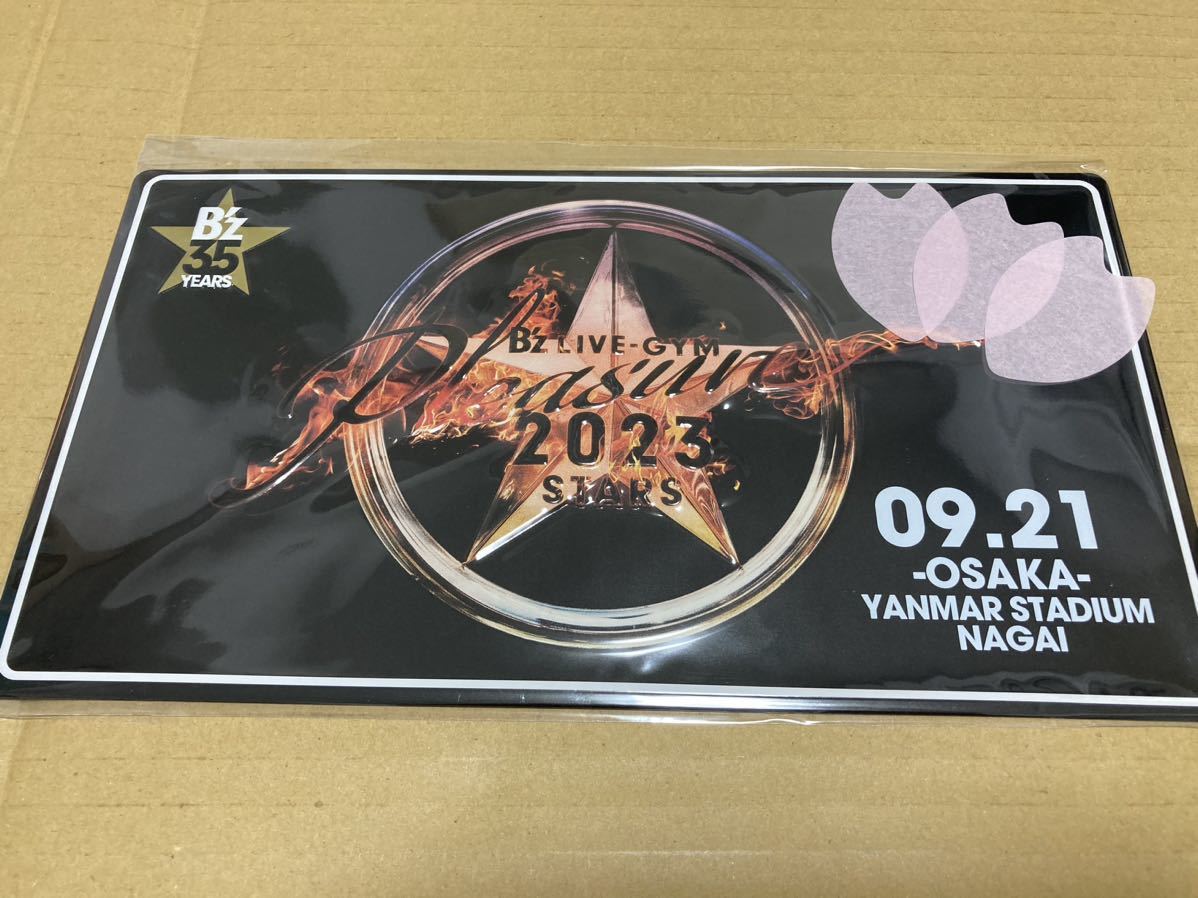 B'z
35
YEARS
B'z LIVE-GYM
Pleasure
2023
STARS
09.21
-OSAKA-
YANMAR STADIUM
NAGAI